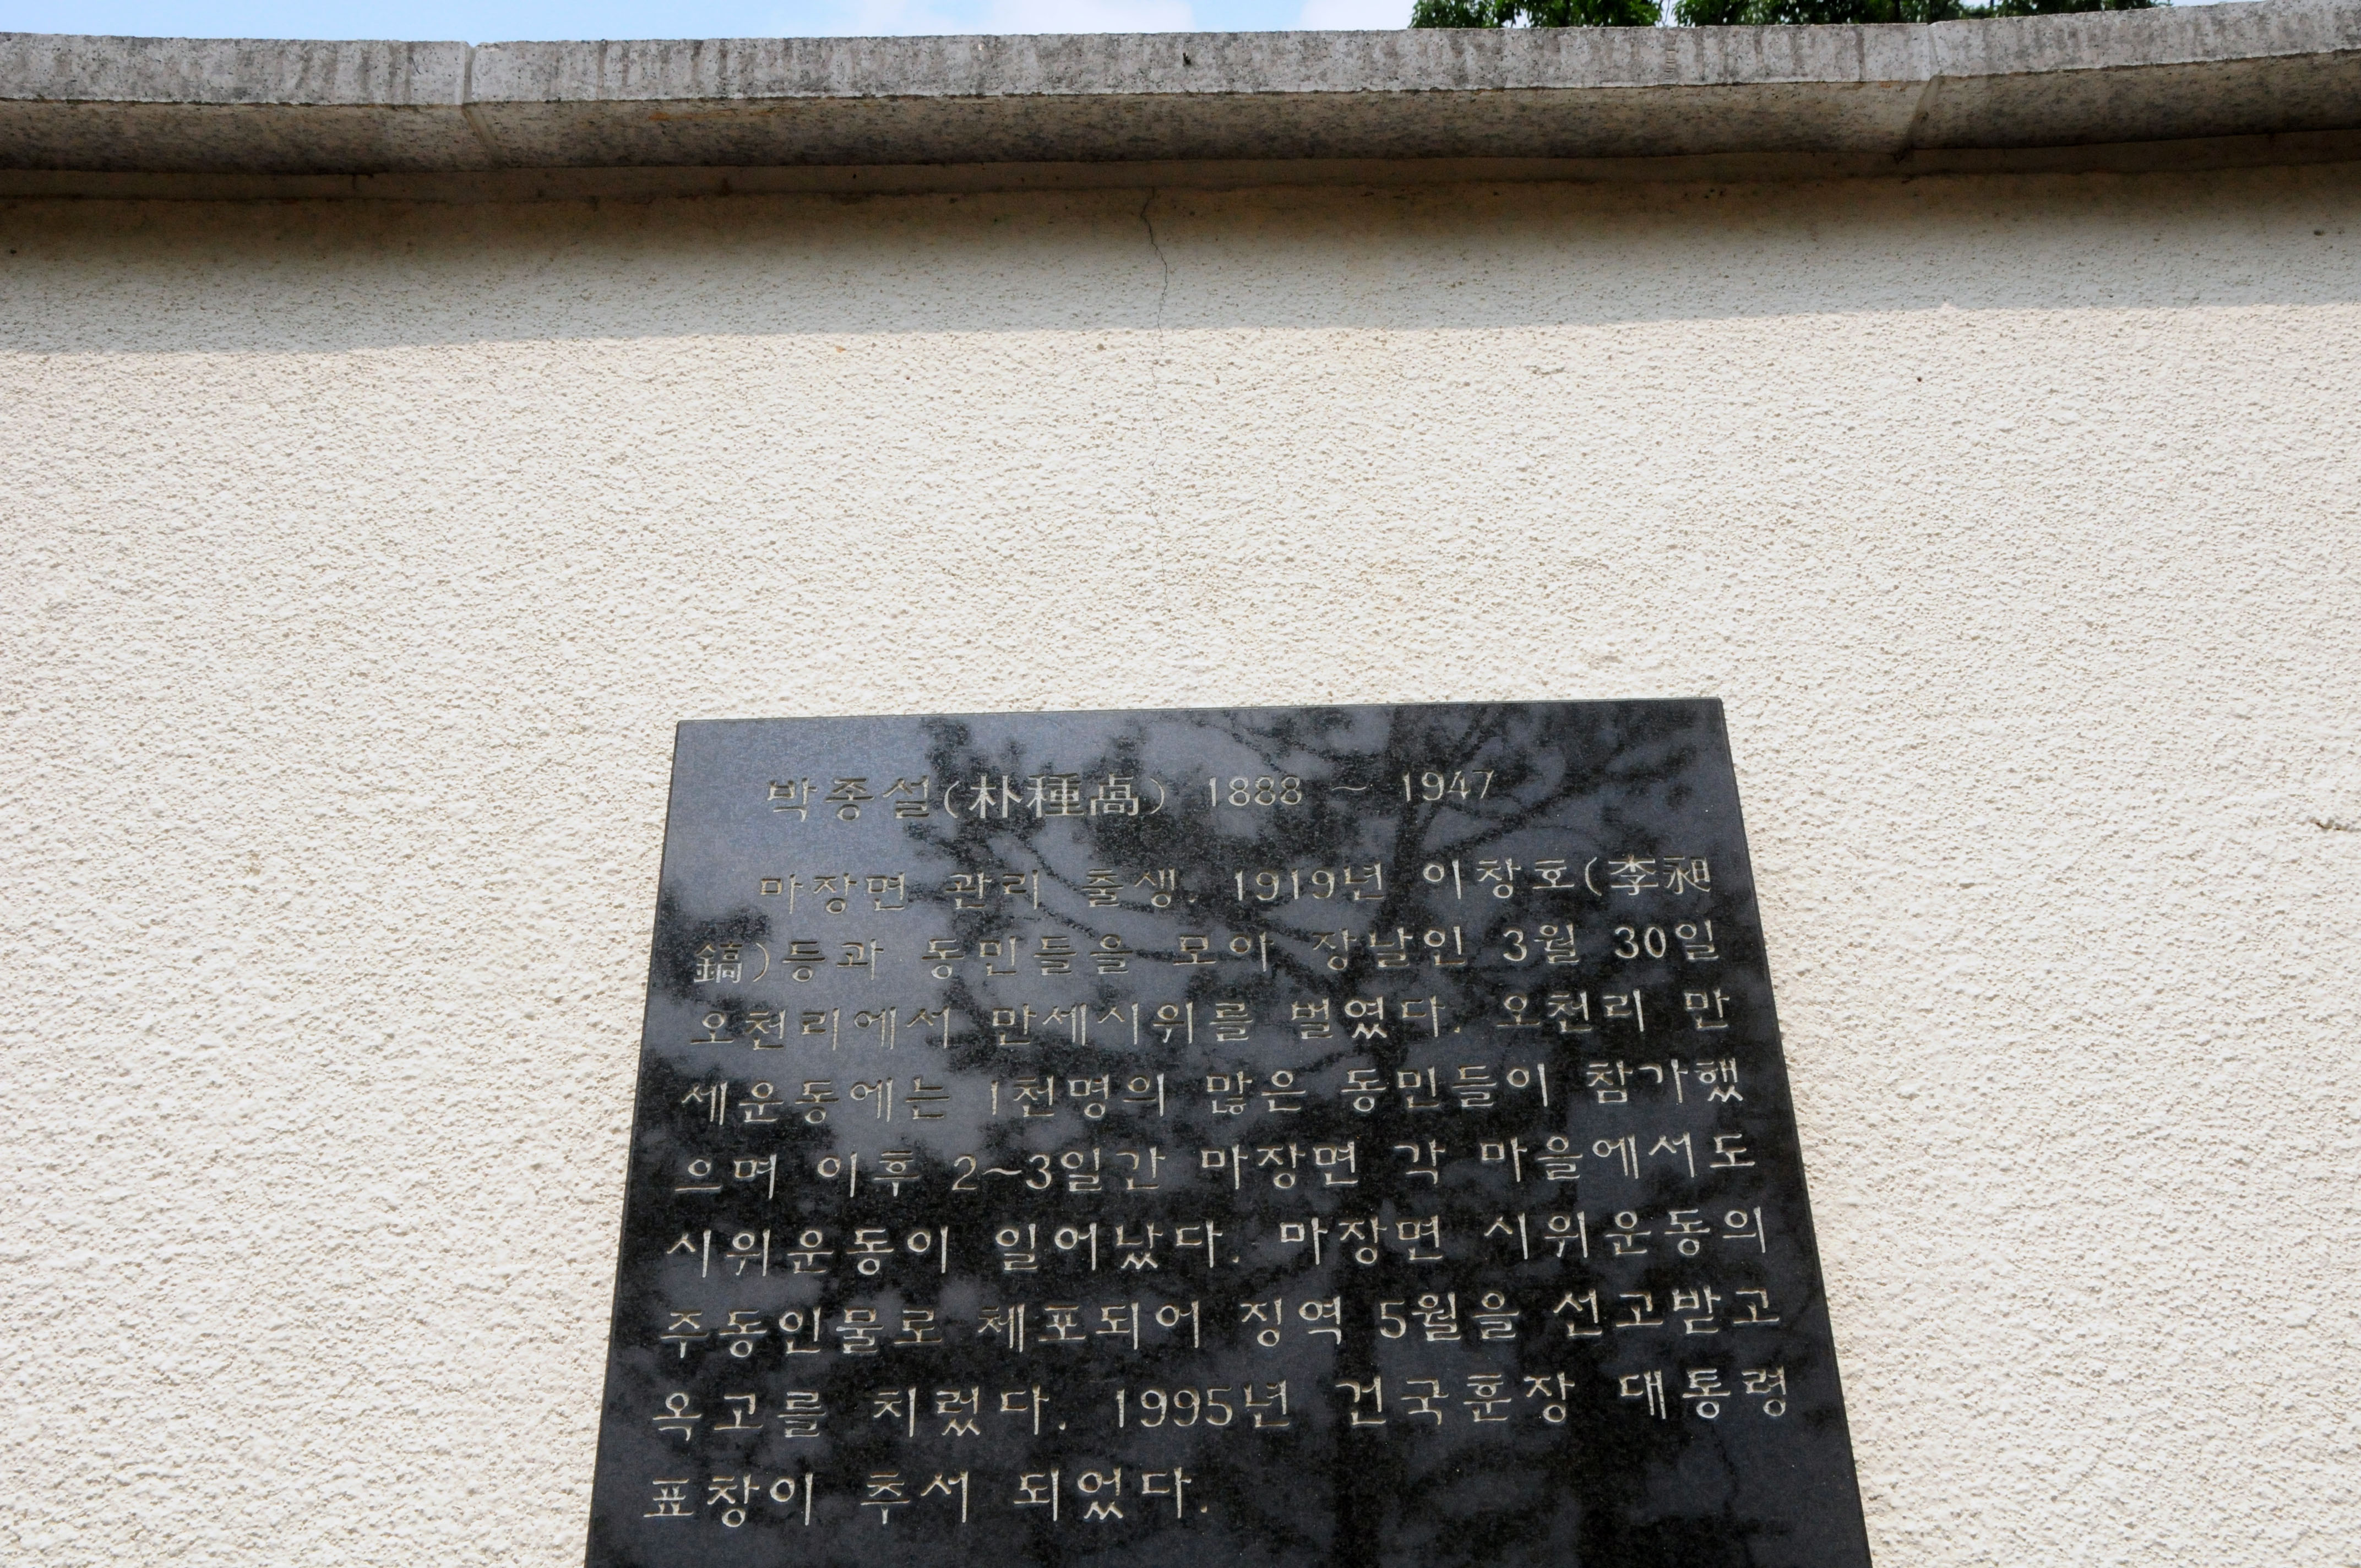 박종설(朴種卨) 1888 ~ 1947
마장면 관리 출생. 1919년 이창호(李昶
鎬)등과 동민들을 모아 장날인 3월 30일
오천리에서 만세시위를 벌였다. 오천리 만
세운동에는 1천명의 많은 동민들이 참가했
으며 이후 2~3일간 마장면 각 마을에서도
시위운동이 일어났다. 마장면 시위운동의
주동인물로 체포되어 징역 5월을 선고받고
옥고를 치렀다. 1995년 건국훈장 대통령
표창이 추서 되었다.